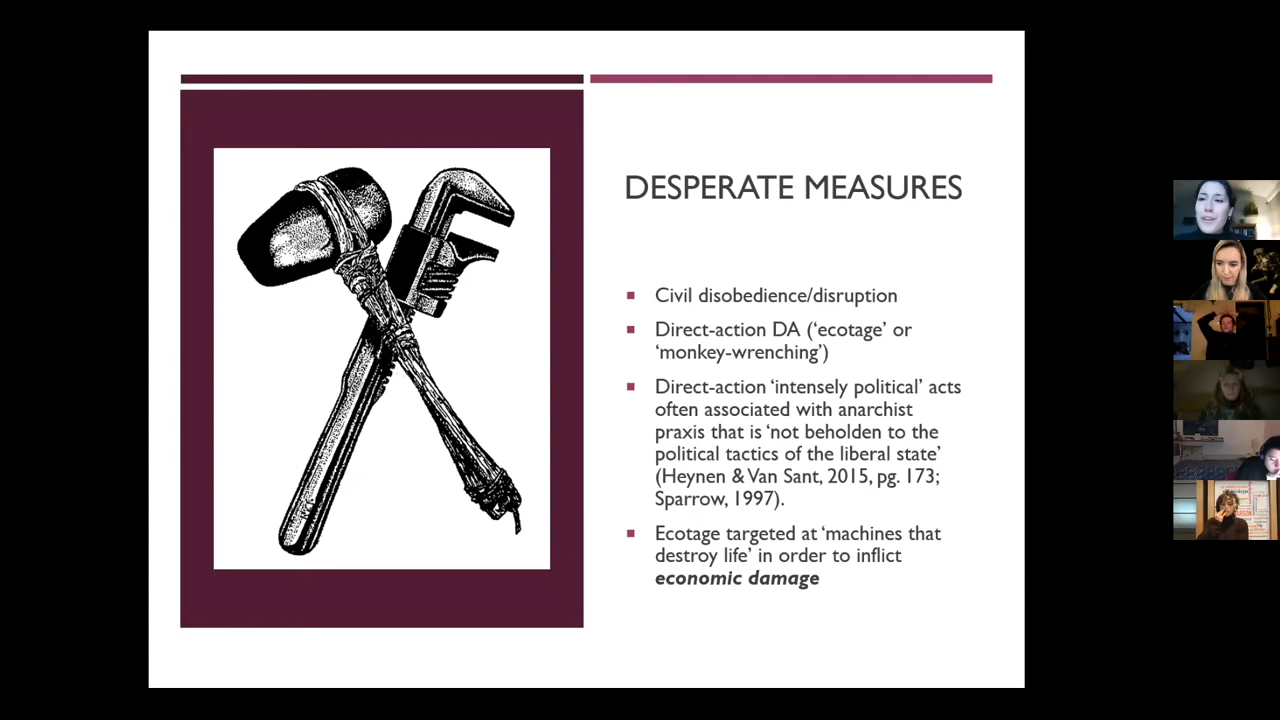 DESPERATE MEASURES
Civil disobedience/disruption
Direct-action DA (‘ecotage’ or
‘monkey-wrenching’)
Direct-action ‘intensely political’ acts
often associated with anarchist
praxis that is ‘not beholden to the
political tactics of the liberal state’
(Heynen & Van Sant, 2015, pg. 173;
Sparrow, 1997).
Ecotage targeted at ‘machines that
destroy life’ in order to inflict
economic damage